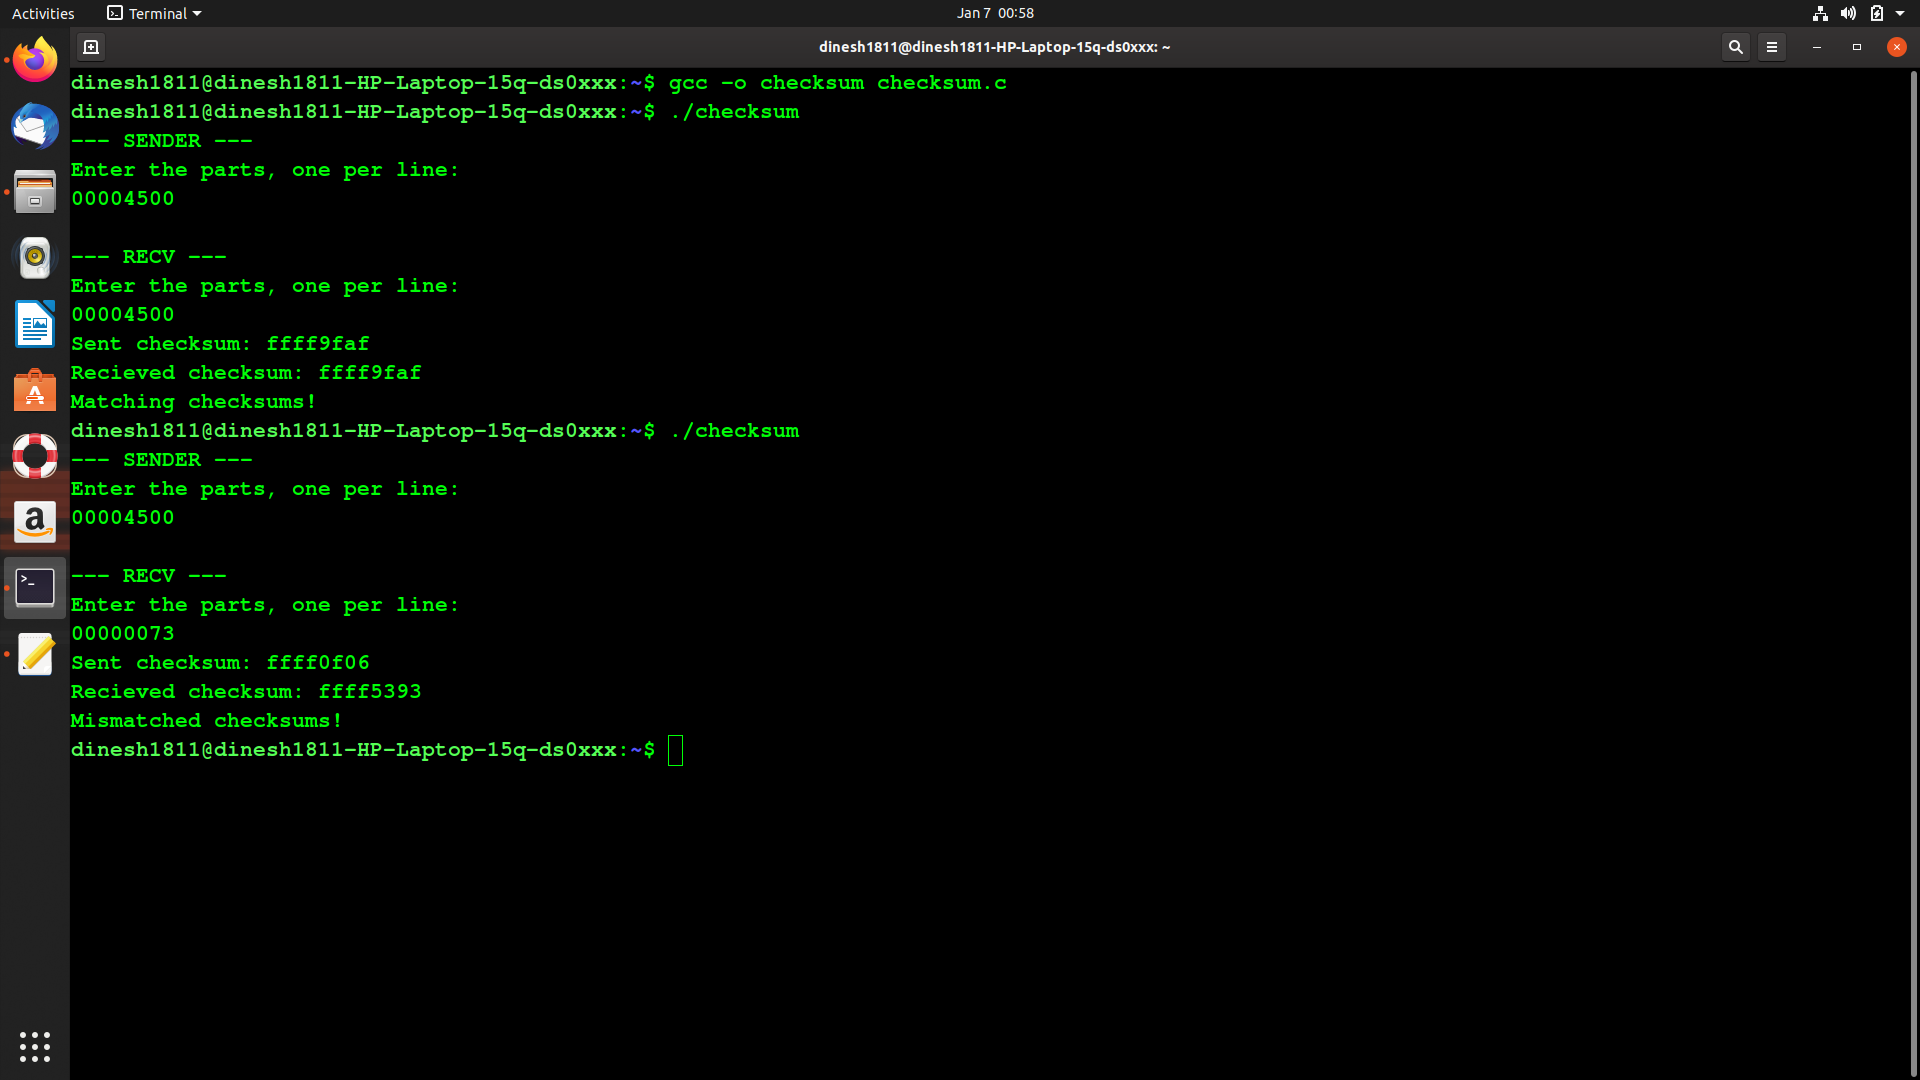 Activities
Terminal
Jan 7 00:58
dinesh1811@dinesh1811-HP-Laptop-15q-ds0xxx: ~
dinesh1811@dinesh1811-HP-Laptop-15q-ds0xxx:~$ gcc -o checksum checksum.c
dinesh1811@dinesh1811-HP-Laptop-15q-ds0xxx:~$ ./checksum
--- SENDER ---
Enter the parts, one per line:
00004500
--- RECV ---
Enter the parts, one per line:
00004500
Sent checksum: ffff9faf
Recieved checksum: ffff9faf
Matching checksums!
dinesh1811@dinesh1811-HP-Laptop-15q-ds0xxx:~$ ./checksum
--- SENDER ---
Enter the parts, one per line:
00004500
--- RECV ---
Enter the parts, one per line:
00000073
Sent checksum: ffff0f06
Recieved checksum: ffff5393
Mismatched checksums!
dinesh1811@dinesh1811-HP-Laptop-15q-ds0xxx:~$